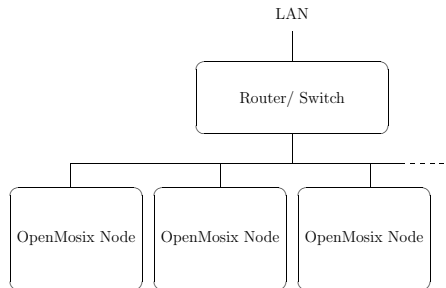 LAN
Router/ Switch
OpenMosix Node
OpenMosix Node
OpenMosix Node